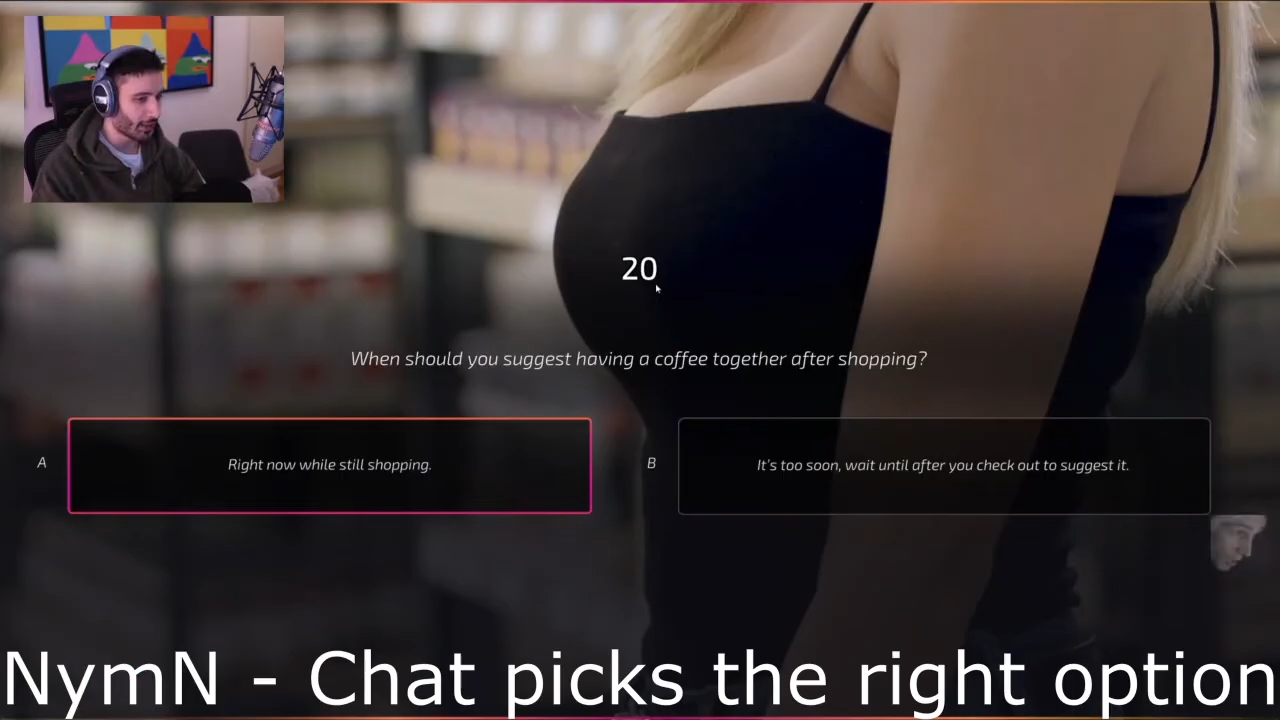 20
When should you suggest having a coffee together after shopping?
A
Right now while still shopping.
B
It's too soon, wait until after you check out to suggest it.
NymN - Chat picks the right option